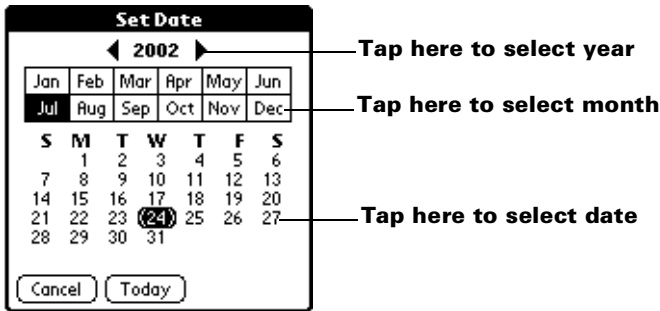 Set Date
2002
Tap here to select year
Jan Feb Mar Apr May Jun
Jul Aug Sep Oct Nov Dec
Tap here to select month
S M T W T F S
1 2 3 4 5 6
7 8 9 10 11 12 13
14 15 16 17 18 19 20
21 22 23 24 25 26 27
Tap here to select date
28 29 30 31
Cancel Today